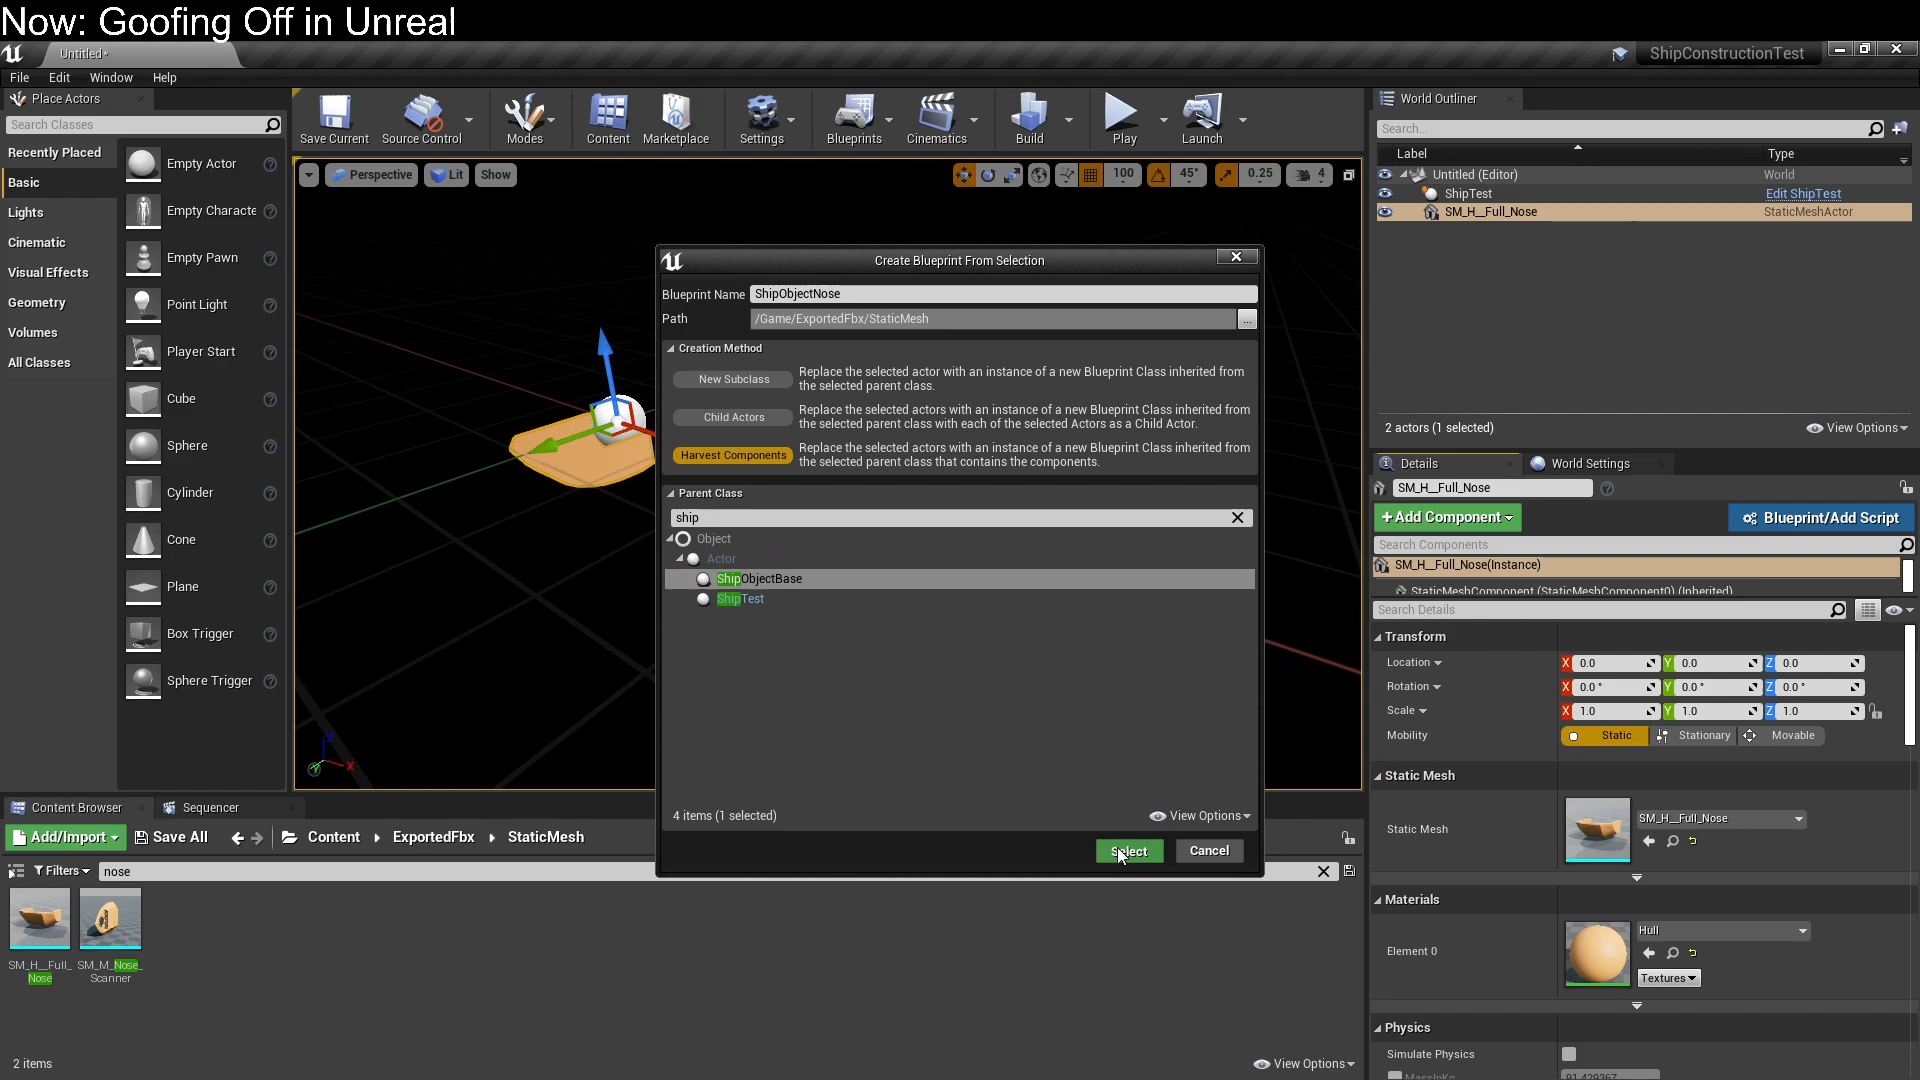 Now: Goofing Off in Unreal
Untitled*
ShipConstructionTest
File Edit Window Help
Place Actors
Search Classes
Recently Placed
Basic
Lights
Cinematic
Visual Effects
Geometry
Volumes
All Classes
Empty Actor
Empty Characte
Empty Pawn
Point Light
Player Start
Cube
Sphere
Cylinder
Cone
Plane
Box Trigger
Sphere Trigger
Save Current Source Control Modes Content Marketplace Settings Blueprints Cinematics Build Play Launch
Perspective Lit Show
100 45° 0.25 4
Create Blueprint From Selection
Blueprint Name ShipObjectNose
Path /Game/ExportedFbx/StaticMesh ...
Creation Method
New Subclass
Replace the selected actor with an instance of a new Blueprint Class inherited from
the selected parent class.
Child Actors
Replace the selected actors with an instance of a new Blueprint Class inherited from
the selected parent class with each of the selected Actors as a Child Actor.
Harvest Components
Replace the selected actors with an instance of a new Blueprint Class inherited from
the selected parent class that contains the components.
Parent Class
ship
Object
Actor
ShipObjectBase
ShipTest
4 items (1 selected)
View Options
Select Cancel
X
Y
Z
World Outliner
Search...
Label Type
Untitled (Editor) World
ShipTest Edit ShipTest
SM_H__Full_Nose StaticMeshActor
2 actors (1 selected)
View Options
Details World Settings
SM_H__Full_Nose
+Add Component
Blueprint/Add Script
Search Components
SM_H__Full_Nose(Instance)
StaticMeshComponent (StaticMeshComponent0) (Inherited)
Search Details
Transform
Location X 0.0 Y 0.0 Z 0.0
Rotation X 0.0 ° Y 0.0 ° Z 0.0 °
Scale X 1.0 Y 1.0 Z 1.0
Mobility Static Stationary Movable
Static Mesh
Static Mesh
SM_H__Full_Nose
Materials
Element 0
Hull
Textures
Physics
Simulate Physics
MassInKg 91.429367
Content Browser Sequencer
Add/Import Save All Content ExportedFbx StaticMesh
Filters nose
SM_H__Full_
Nose
SM_M_Nose_
Scanner
2 items
View Options